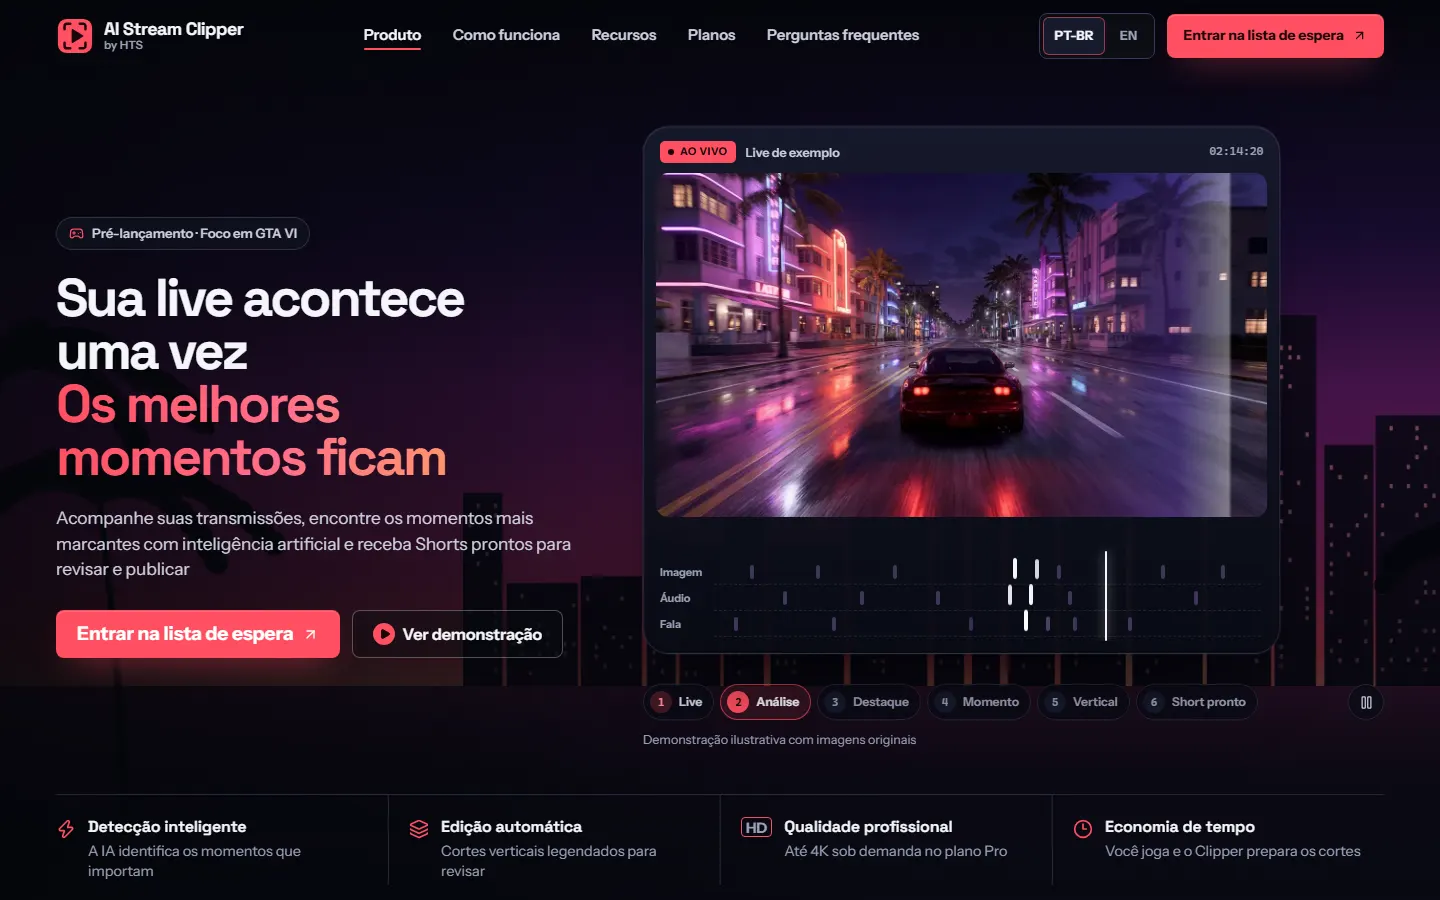 AI Stream Clipper
by HTS
Produto
Como funciona
Recursos
Planos
Perguntas frequentes
PT-BR
EN
Entrar na lista de espera
AO VIVO
Live de exemplo
02:14:20
Pré-lançamento · Foco em GTA VI
Sua live acontece
uma vez
Os melhores
momentos ficam
Acompanhe suas transmissões, encontre os momentos mais
marcantes com inteligência artificial e receba Shorts prontos para
revisar e publicar
Entrar na lista de espera
Ver demonstração
Imagem
Áudio
Fala
1 Live
2 Análise
3 Destaque
4 Momento
5 Vertical
6 Short pronto
Demonstração ilustrativa com imagens originais
Detecção inteligente
A IA identifica os momentos que
importam
Edição automática
Cortes verticais legendados para
revisar
HD
Qualidade profissional
Até 4K sob demanda no plano Pro
Economia de tempo
Você joga e o Clipper prepara os cortes